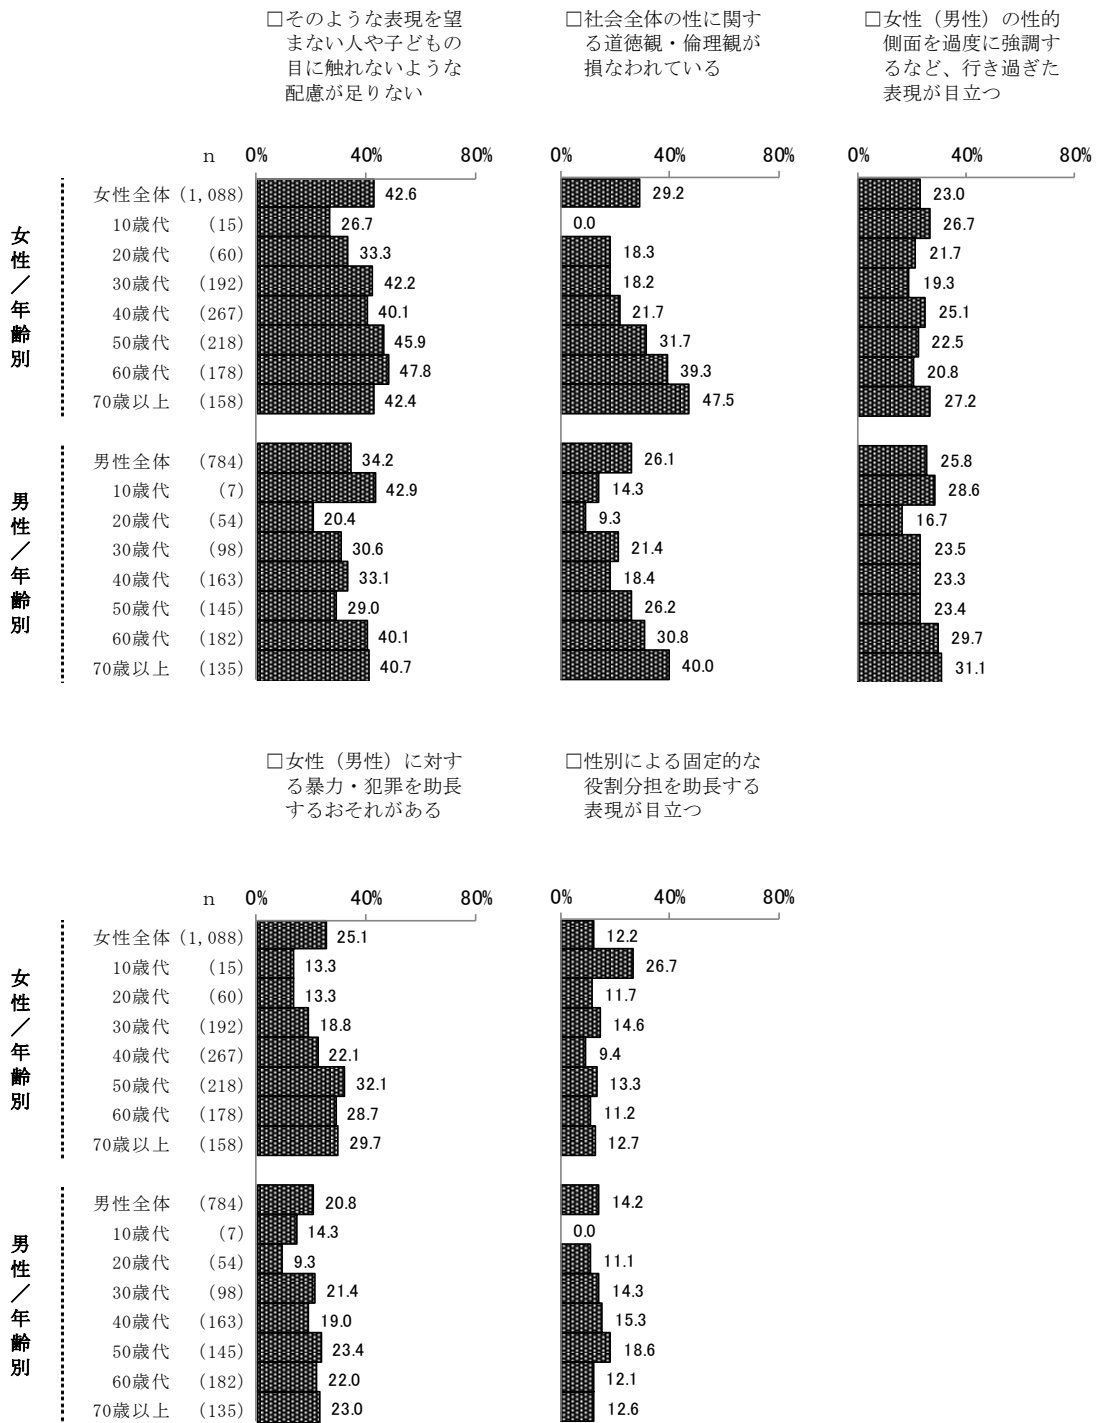 □そのような表現を望
まない人や子どもの
目に触れないような
配慮が足りない
□社会全体の性に関す
る道徳観・倫理観が
損なわれている
□女性（男性）の性的
側面を過度に強調す
るなど、行き過ぎた
表現が目立つ
n 0% 40% 80% 0% 40% 80% 0% 40% 80%
女性／年齢別
女性全体 (1,088) 42.6 29.2 23.0
10歳代 (15) 26.7 0.0 26.7
20歳代 (60) 33.3 18.3 21.7
30歳代 (192) 42.2 18.2 19.3
40歳代 (267) 40.1 21.7 25.1
50歳代 (218) 45.9 31.7 22.5
60歳代 (178) 47.8 39.3 20.8
70歳以上 (158) 42.4 47.5 27.2
男性／年齢別
男性全体 (784) 34.2 26.1 25.8
10歳代 (7) 42.9 14.3 28.6
20歳代 (54) 20.4 9.3 16.7
30歳代 (98) 30.6 21.4 23.5
40歳代 (163) 33.1 18.4 23.3
50歳代 (145) 29.0 26.2 23.4
60歳代 (182) 40.1 30.8 29.7
70歳以上 (135) 40.7 40.0 31.1
□女性（男性）に対す
る暴力・犯罪を助長
するおそれがある
□性別による固定的な
役割分担を助長する
表現が目立つ
n 0% 40% 80% 0% 40% 80%
女性／年齢別
女性全体 (1,088) 25.1 12.2
10歳代 (15) 13.3 26.7
20歳代 (60) 13.3 11.7
30歳代 (192) 18.8 14.6
40歳代 (267) 22.1 9.4
50歳代 (218) 32.1 13.3
60歳代 (178) 28.7 11.2
70歳以上 (158) 29.7 12.7
男性／年齢別
男性全体 (784) 20.8 14.2
10歳代 (7) 14.3 0.0
20歳代 (54) 9.3 11.1
30歳代 (98) 21.4 14.3
40歳代 (163) 19.0 15.3
50歳代 (145) 23.4 18.6
60歳代 (182) 22.0 12.1
70歳以上 (135) 23.0 12.6